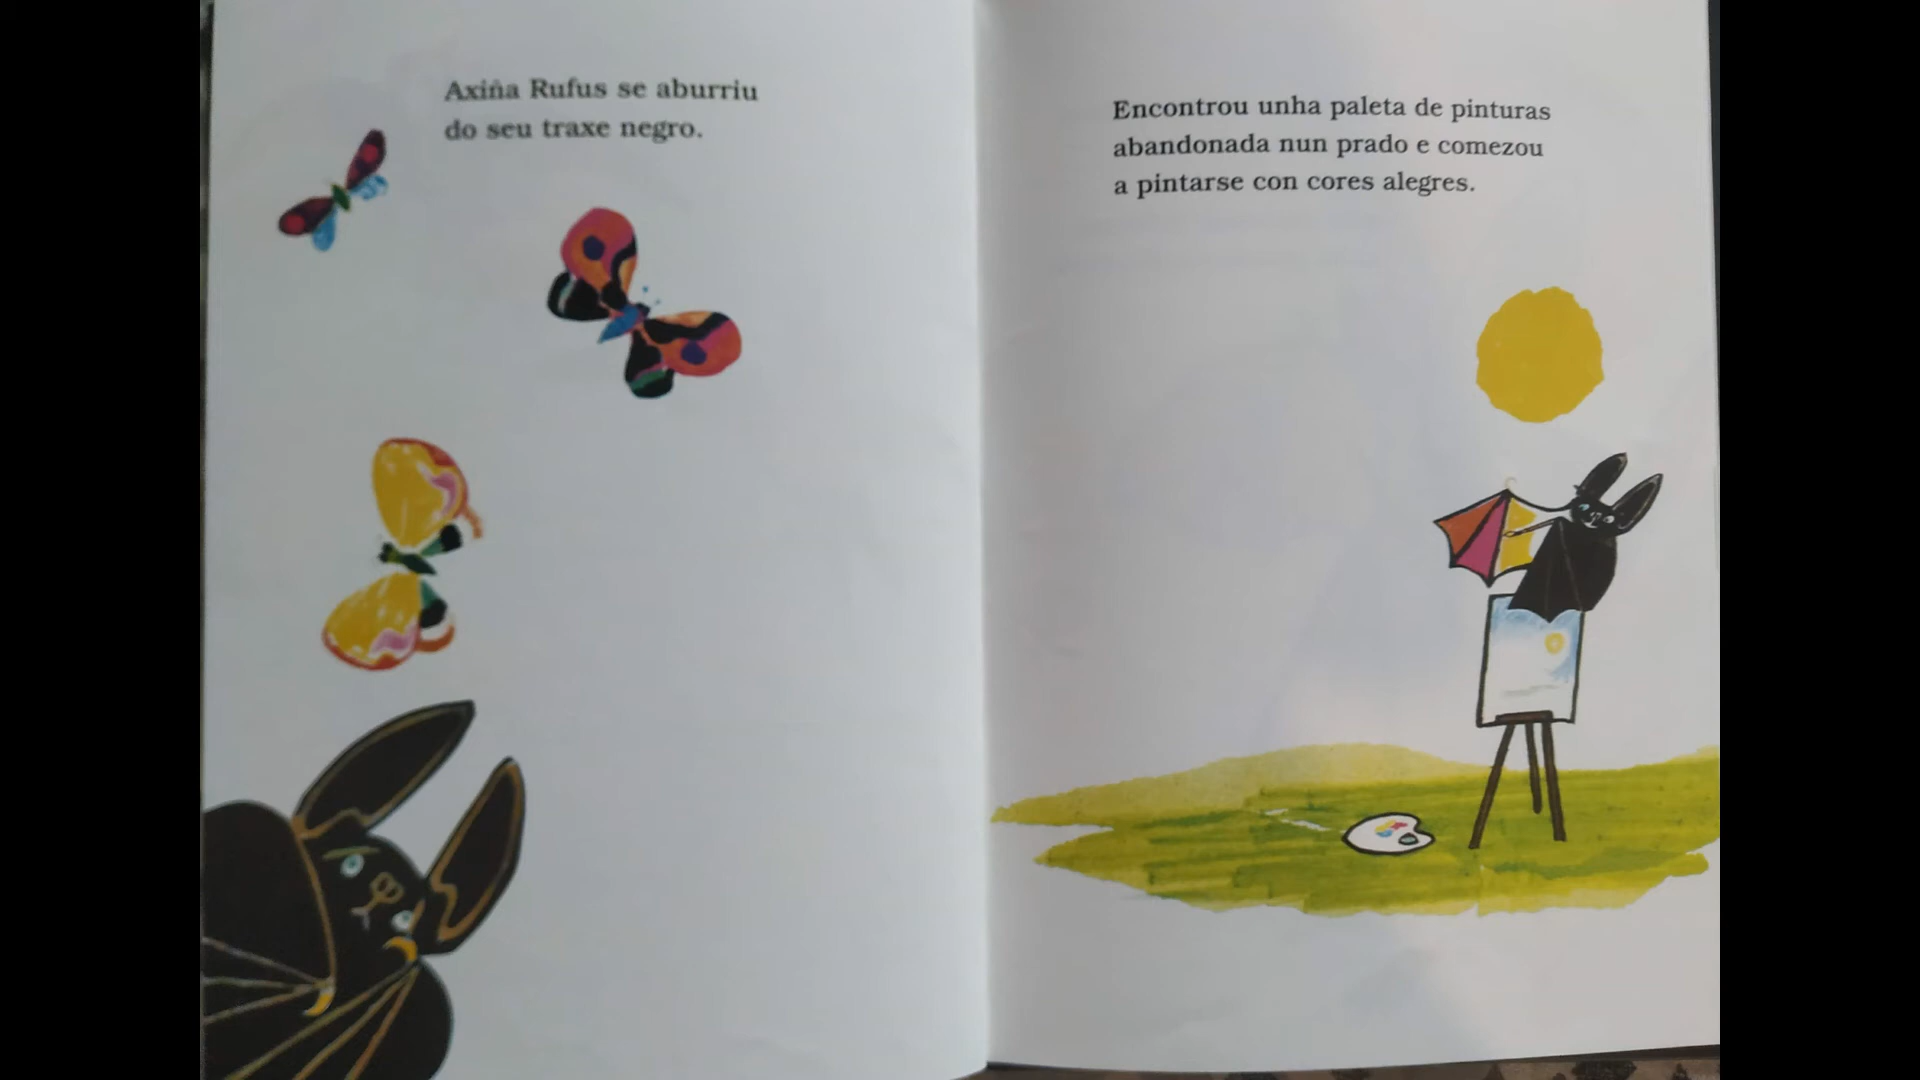 Axiña Rufus se aburriu
do seu traxe negro.
Encontrou unha paleta de pinturas
abandonada nun prado e comezou
a pintarse con cores alegres.